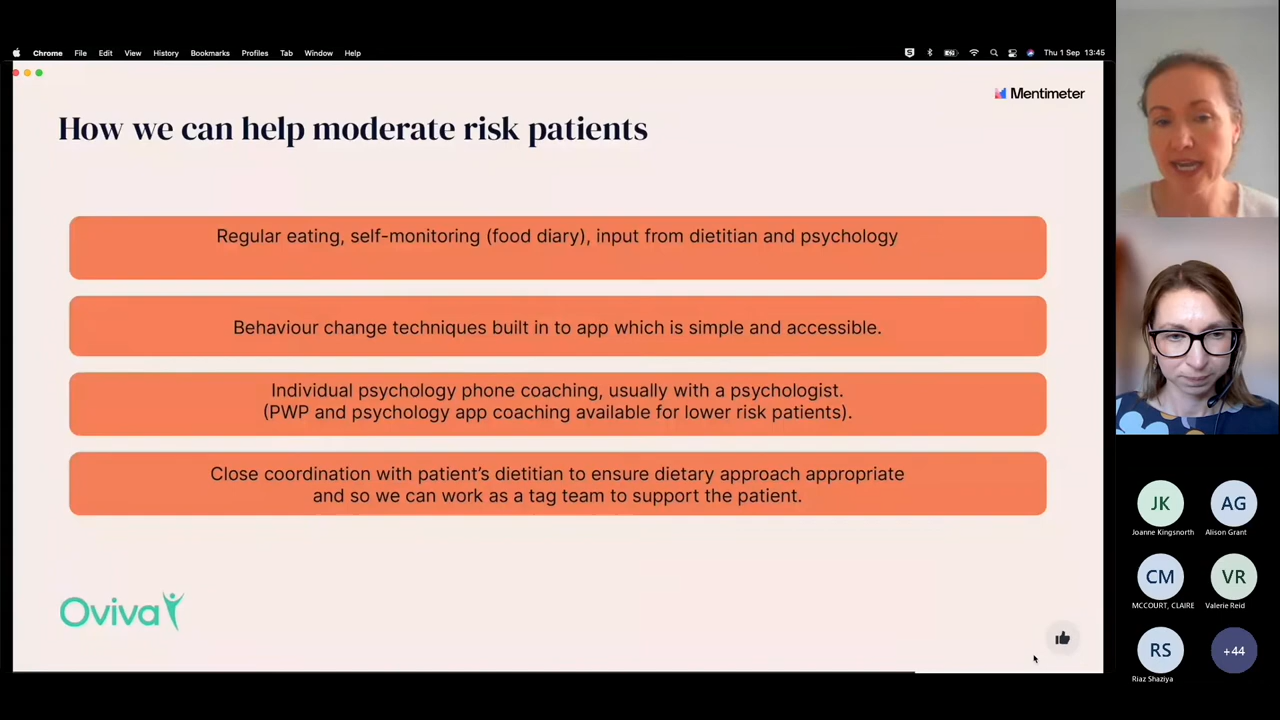 Chrome File Edit View History Bookmarks Profiles Tab Window Help
Thu 1 Sep 13:45
Mentimeter
How we can help moderate risk patients
Regular eating, self-monitoring (food diary), input from dietitian and psychology
Behaviour change techniques built in to app which is simple and accessible.
Individual psychology phone coaching, usually with a psychologist.
(PWP and psychology app coaching available for lower risk patients).
Close coordination with patient's dietitian to ensure dietary approach appropriate
and so we can work as a tag team to support the patient.
Oviva
JK
Joanne Kingsnorth
AG
Alison Grant
CM
MCCOURT, CLAIRE
VR
Valerie Reid
RS
Riaz Shaziya
+44